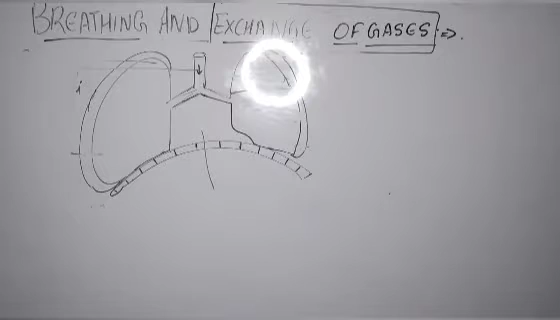 BREATHING AND EXCHANGE OF GASES ⇒.
i